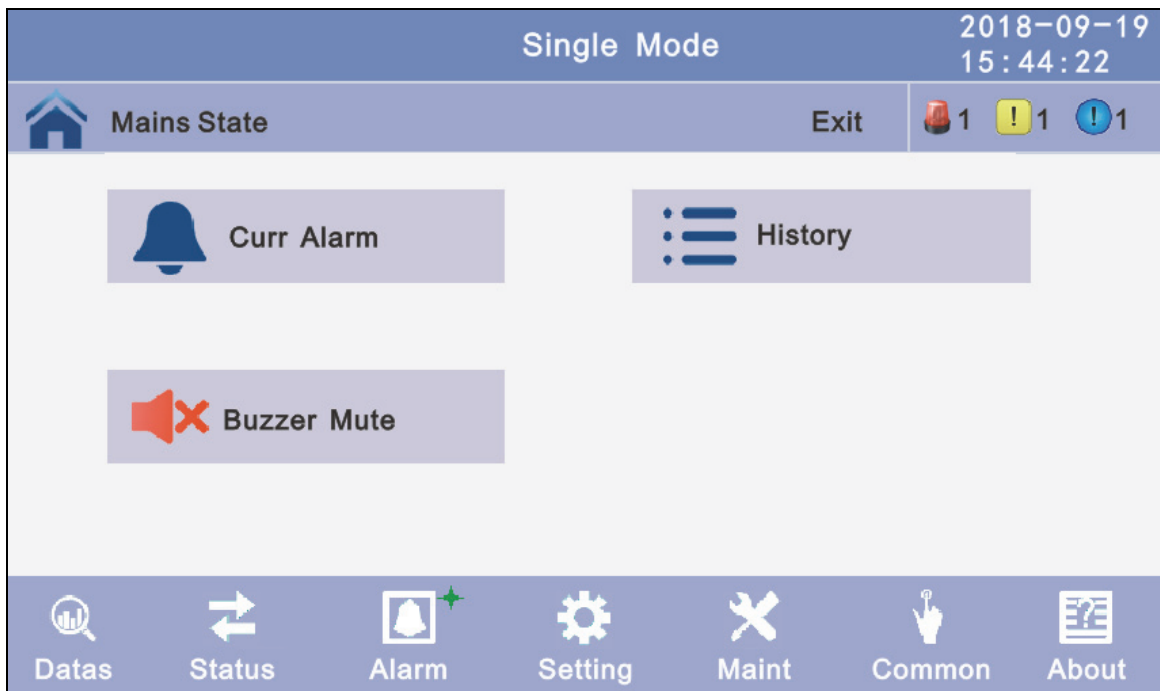 Single Mode
2018-09-19
15:44:22
Mains State
Exit
1
! 1
! 1
Curr Alarm
History
Buzzer Mute
?
Datas
Status
Alarm
Setting
Maint
Common
About